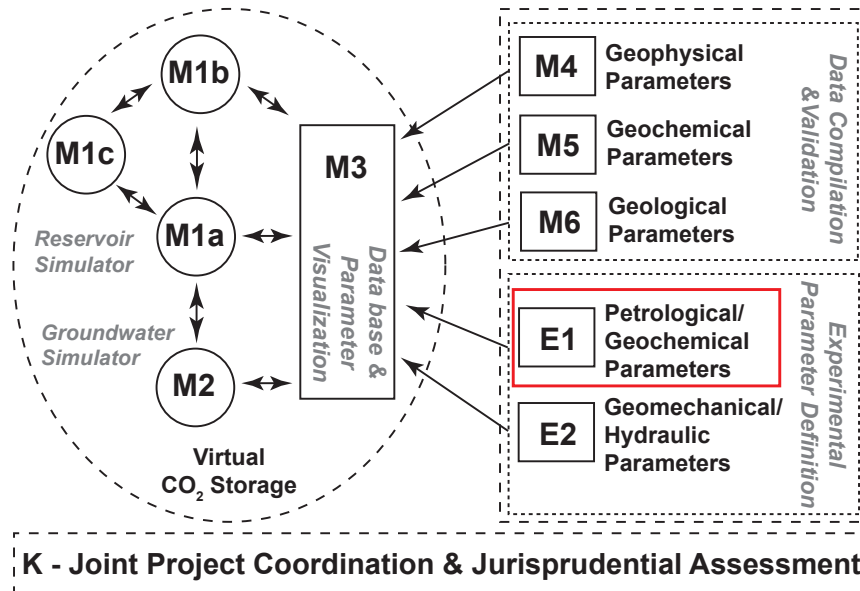 M1b
M1c
M1a
Reservoir
Simulator
Groundwater
Simulator
M2
Virtual
CO₂ Storage
M3
Data base &
Parameter
Visualization
M4
Geophysical
Parameters
M5
Geochemical
Parameters
M6
Geological
Parameters
Data Compilation
&Validation
E1
Petrological/
Geochemical
Parameters
E2
Geomechanical/
Hydraulic
Parameters
Experimental
Parameter Definition
K - Joint Project Coordination & Jurisprudential Assessment